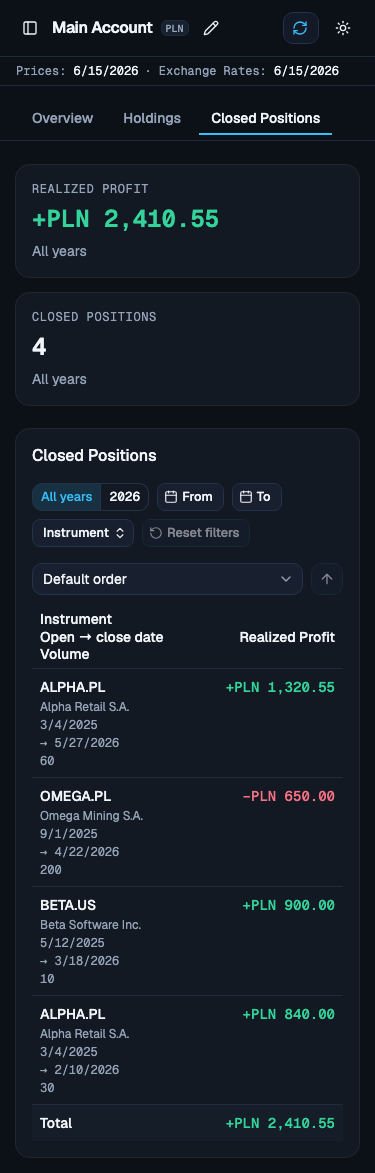 Main Account PLN
Prices: 6/15/2026 · Exchange Rates: 6/15/2026
Overview Holdings Closed Positions
REALIZED PROFIT
+PLN 2,410.55
All years
CLOSED POSITIONS
4
All years
Closed Positions
All years 2026 From To
Instrument Reset filters
Default order
Instrument
Open → close date Realized Profit
Volume
ALPHA.PL +PLN 1,320.55
Alpha Retail S.A.
3/4/2025
→ 5/27/2026
60
OMEGA.PL −PLN 650.00
Omega Mining S.A.
9/1/2025
→ 4/22/2026
200
BETA.US +PLN 900.00
Beta Software Inc.
5/12/2025
→ 3/18/2026
10
ALPHA.PL +PLN 840.00
Alpha Retail S.A.
3/4/2025
→ 2/10/2026
30
Total +PLN 2,410.55